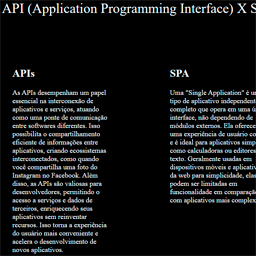 API (Application Programming Interface) X S
APIs
As APIs desempenham um papel
essencial na interconexão de
aplicativos e serviços, atuando
como uma ponte de comunicação
entre softwares diferentes. Isso
possibilita o compartilhamento
eficiente de informações entre
aplicativos, criando ecossistemas
interconectados, como quando
você compartilha uma foto do
Instagram no Facebook. Além
disso, as APIs são valiosas para
desenvolvedores, permitindo o
acesso a serviços e dados de
terceiros, enriquecendo seus
aplicativos sem reinventar
recursos. Isso torna a experiência
do usuário mais conveniente e
acelera o desenvolvimento de
novos aplicativos.
SPA
Uma "Single Application" é um
tipo de aplicativo independente
completo que opera em uma ú
interface, não dependendo de
módulos externos. Ela oferece
uma experiência de usuário co
e é ideal para aplicativos simp
como calculadoras ou editores
texto. Geralmente usadas em
dispositivos móveis e aplicativ
da web para simplicidade, elas
podem ser limitadas em
funcionalidade em comparaçã
com aplicativos mais complex